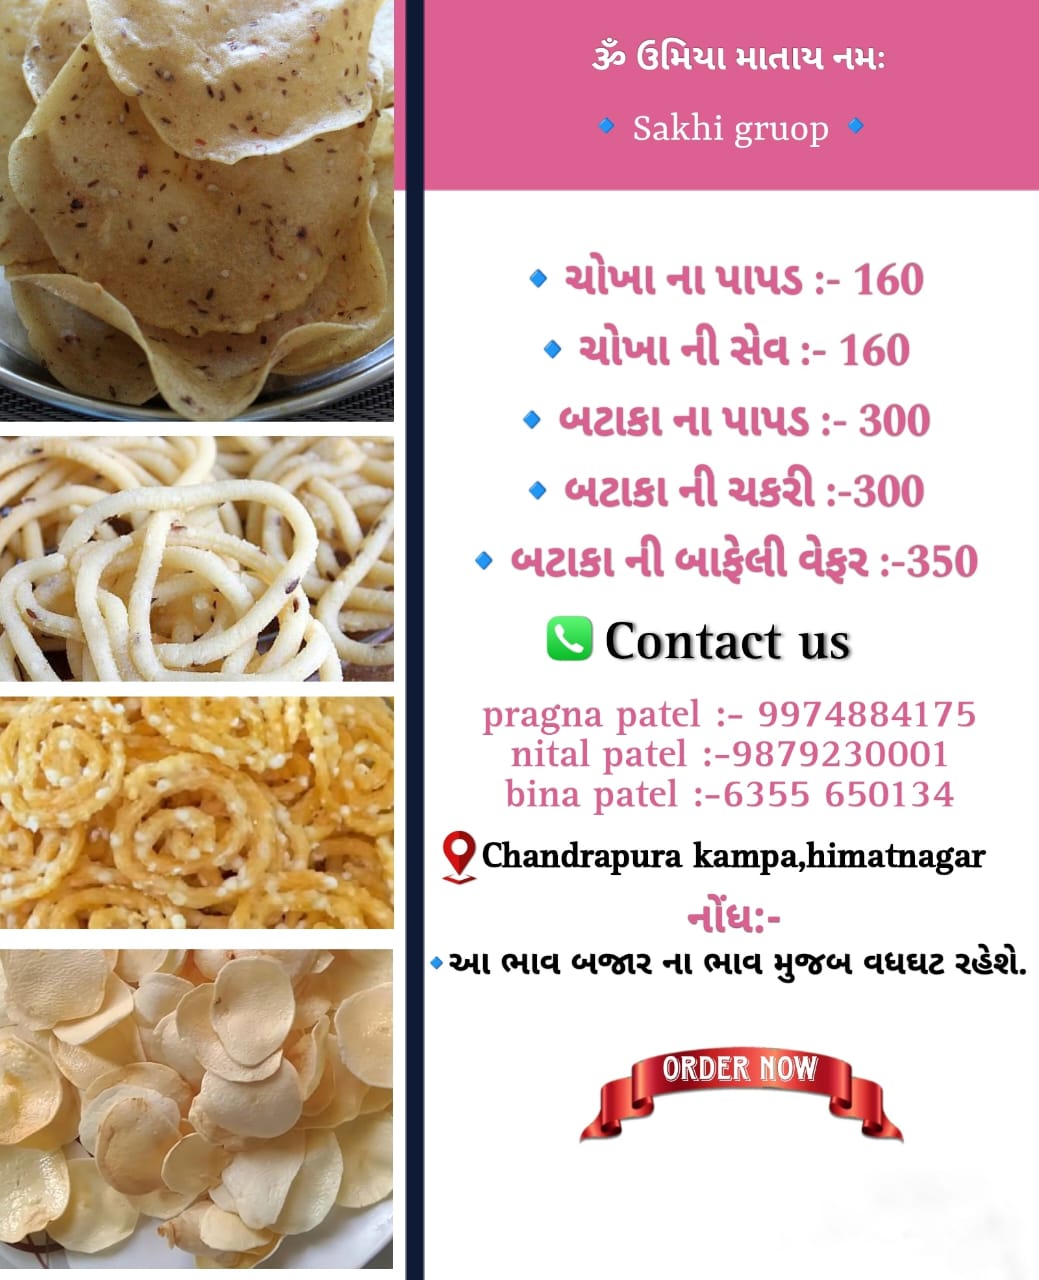 ૐ ઉમિયા માતાય નમઃ
Sakhi gruop
ચોખા ના પાપડ :- 160
ચોખા ની સેવ :- 160
બટાકા ના પાપડ :- 300
બટાકા ની ચકરી :-300
બટાકા ની બાફેલી વેફર :-350
Contact us
pragna patel :- 9974884175
nital patel :-9879230001
bina patel :-6355 650134
Chandrapura kampa,himatnagar
નોંધ:-
આ ભાવ બજાર ના ભાવ મુજબ વધઘટ રહેશે.
ORDER NOW